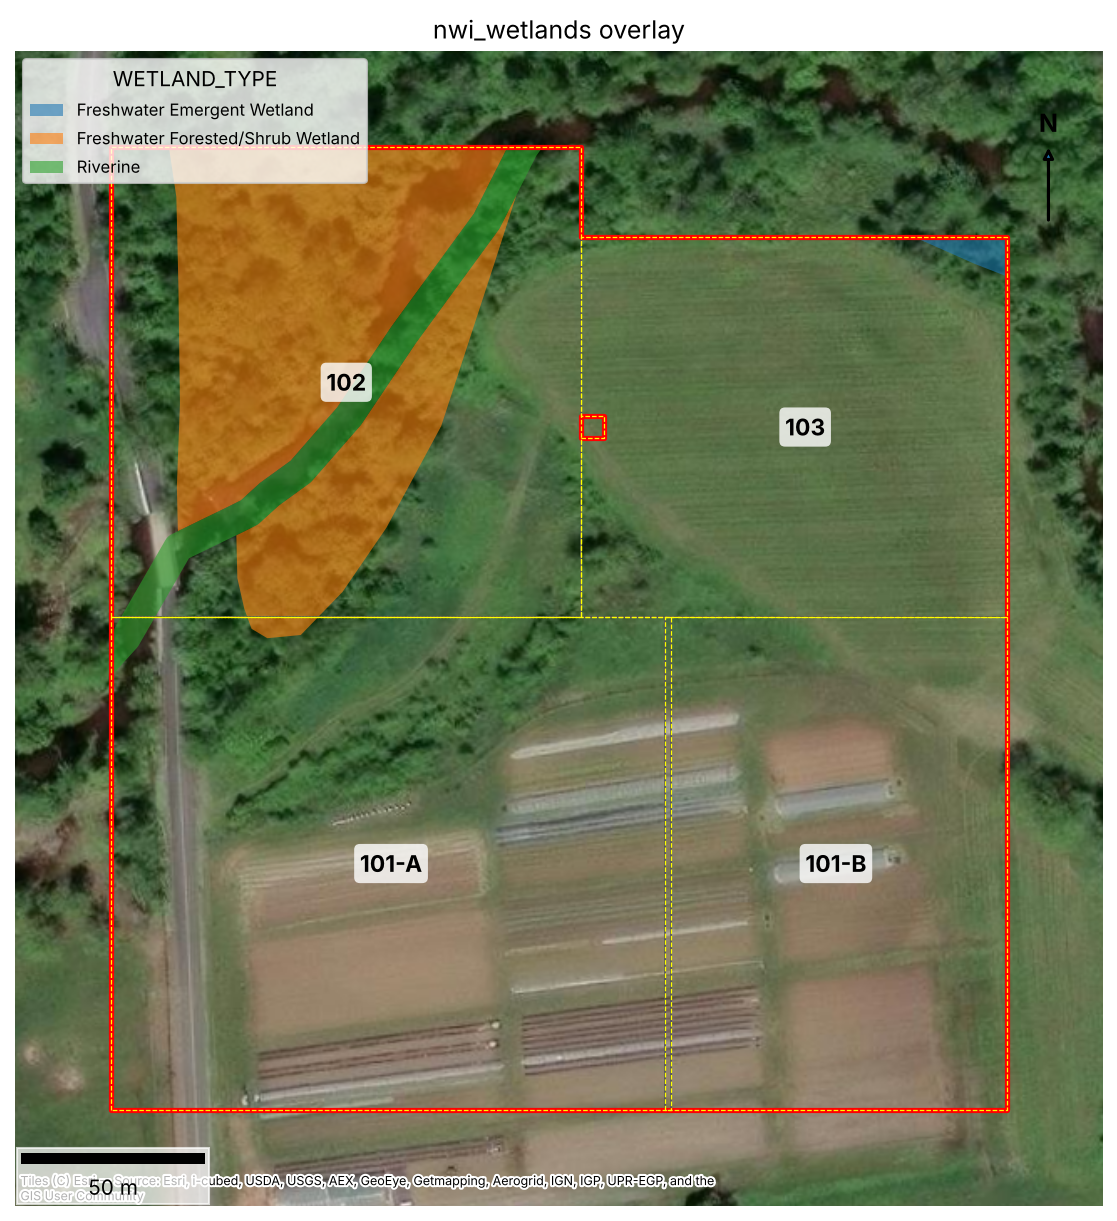 nwi_wetlands overlay
WETLAND_TYPE
Freshwater Emergent Wetland
Freshwater Forested/Shrub Wetland
Riverine
N
102
103
101-A
101-B
50 m
Tiles (C) Esri -- Source: Esri, i-cubed, USDA, USGS, AEX, GeoEye, Getmapping, Aerogrid, IGN, IGP, UPR-EGP, and the
GIS User Community